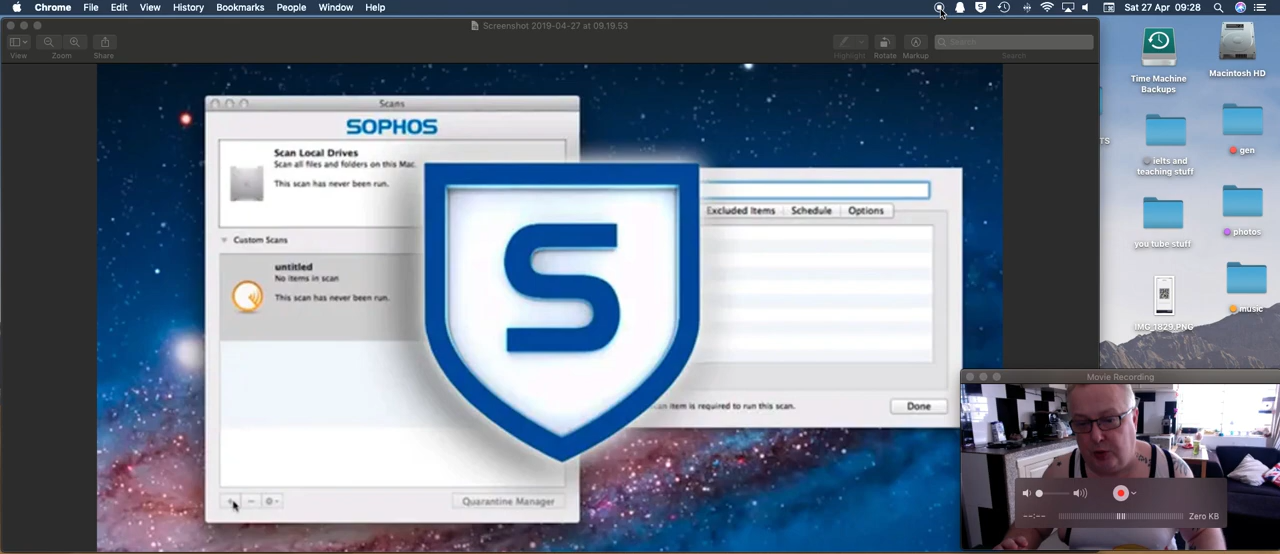 Chrome File Edit View History Bookmarks People Window Help
Sat 27 Apr 09:28
Screenshot 2019-04-27 at 09.19.53
View Zoom Share
Highlight Rotate Markup Search
Search
Scans
SOPHOS
Scan Local Drives
Scan all files and folders on this Mac.
This scan has never been run.
Custom Scans
untitled
No items in scan
This scan has never been run.
Quarantine Manager
S
Excluded Items Schedule Options
item is required to run this scan.
Done
Time Machine
Backups
Macintosh HD
TS
ielts and
teaching stuff
gen
you tube stuff
photos
IMG_1829.PNG
music
Movie Recording
--:--
Zero KB